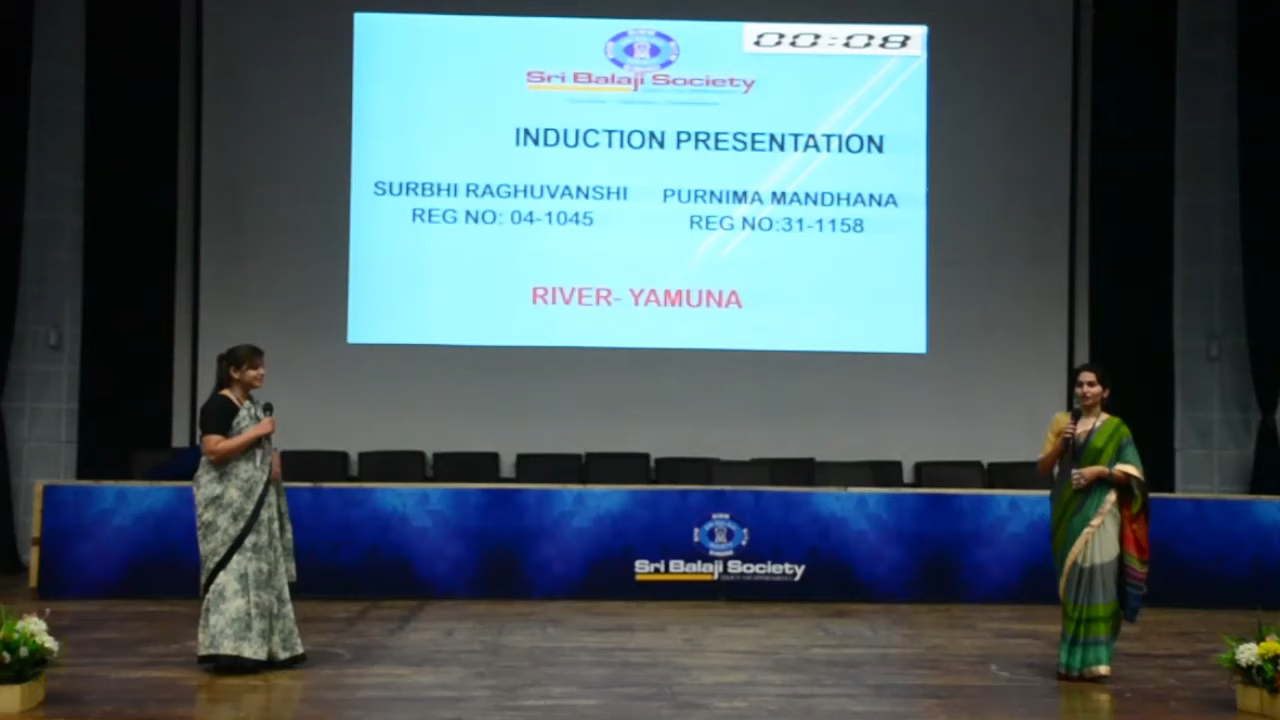 00:08
Sri Balaji Society
INDUCTION PRESENTATION
SURBHI RAGHUVANSHI PURNIMA MANDHANA
REG NO: 04-1045 REG NO:31-1158
RIVER- YAMUNA
Sri Balaji Society